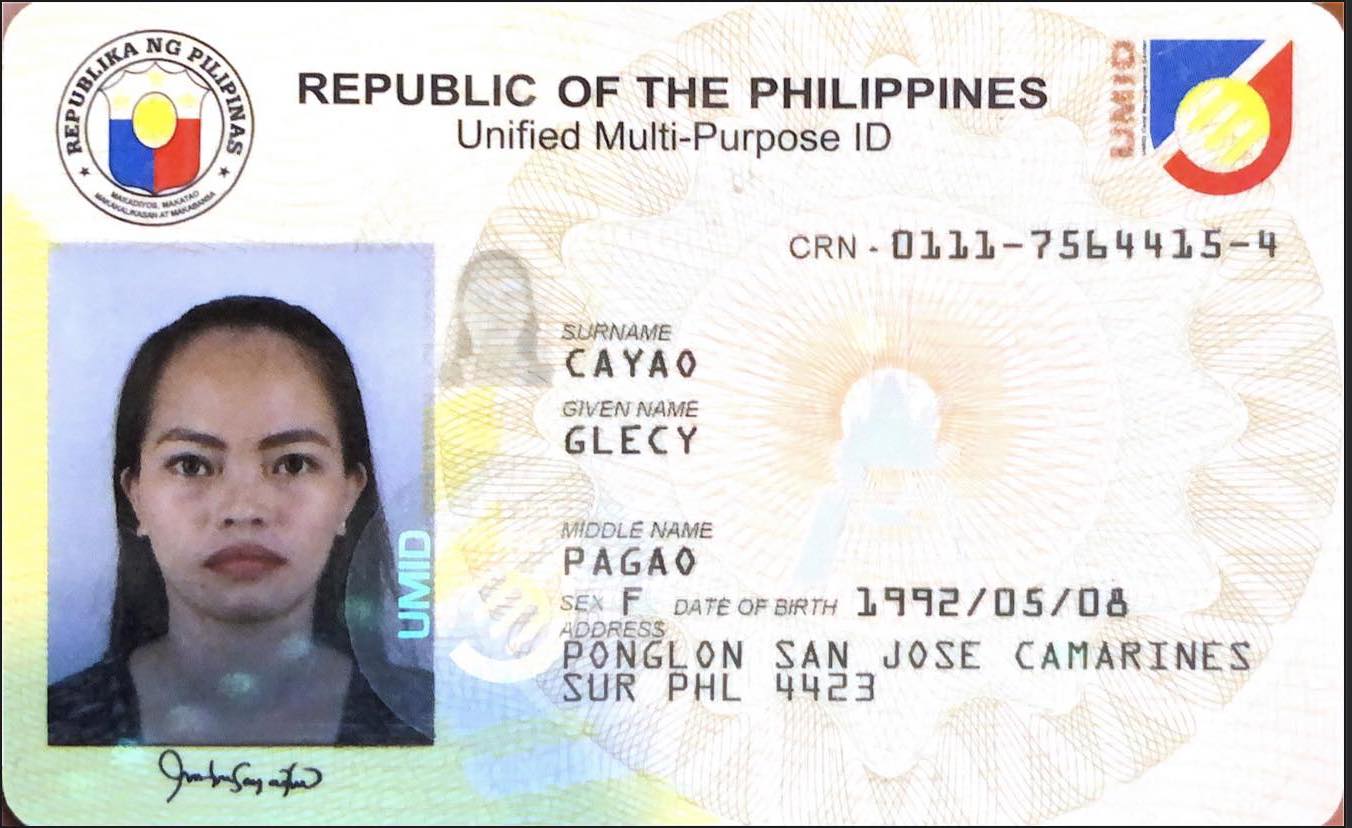 REPUBLIKA NG PILIPINAS
MAKADIYOS, MAKATAO
MAKAKALIKASAN AT MAKABANSA
REPUBLIC OF THE PHILIPPINES
Unified Multi-Purpose ID
UMID
CRN - 0111-7564415-4
SURNAME
CAYAO
GIVEN NAME
GLECY
MIDDLE NAME
PAGAO
SEX F DATE OF BIRTH 1992/05/08
ADDRESS
PONGLON SAN JOSE CAMARINES
SUR PHL 4423
UMID